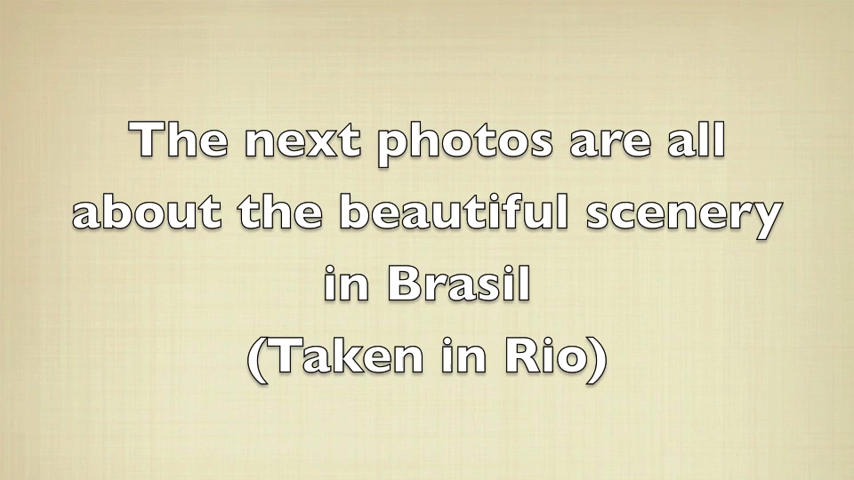 The next photos are all
about the beautiful scenery
in Brasil
(Taken in Rio)